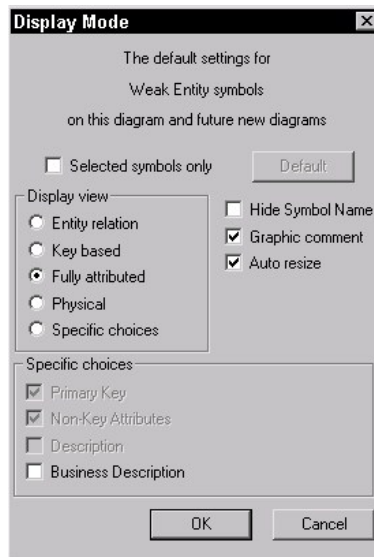 Display Mode
The default settings for
Weak Entity symbols
on this diagram and future new diagrams
Selected symbols only
Default
Display view
Entity relation
Key based
Fully attributed
Physical
Specific choices
Hide Symbol Name
Graphic comment
Auto resize
Specific choices
Primary Key
Non-Key Attributes
Description
Business Description
OK
Cancel